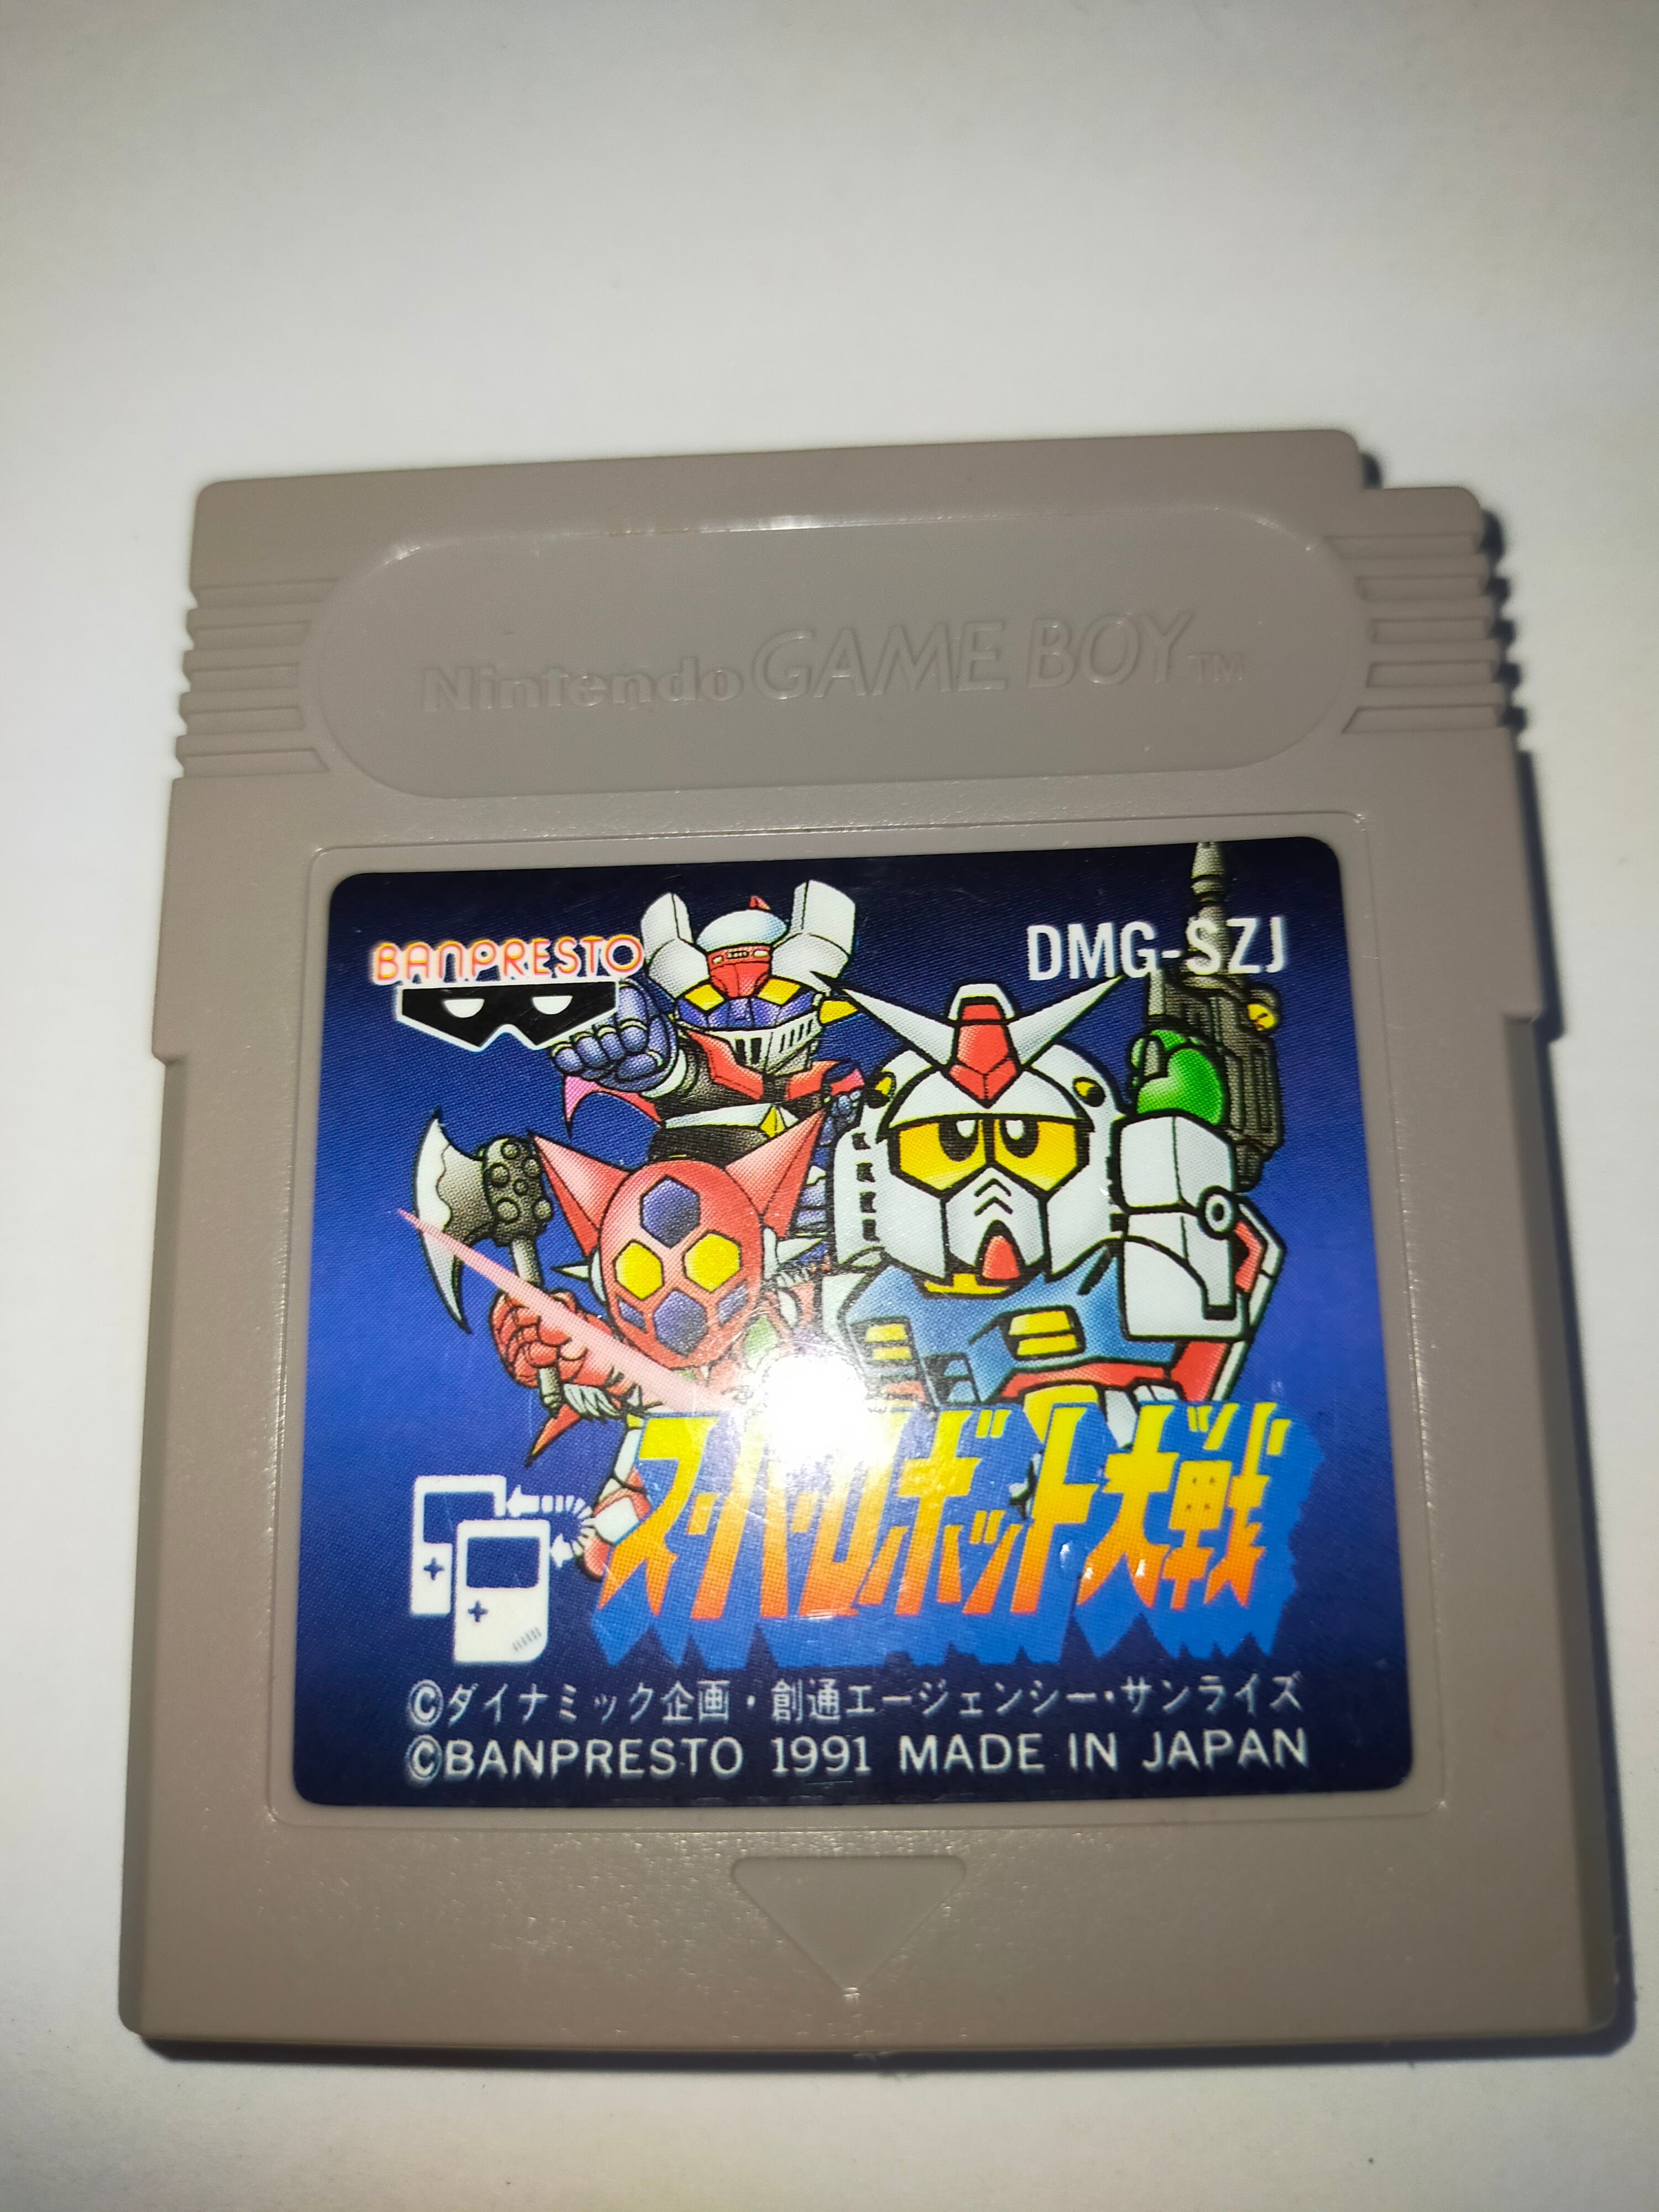 Nintendo GAME BOY TM
BANPRESTO
DMG-SZJ
スーパーロボット大戦
©ダイナミック企画・創通エージェンシー・サンライズ
©BANPRESTO 1991 MADE IN JAPAN